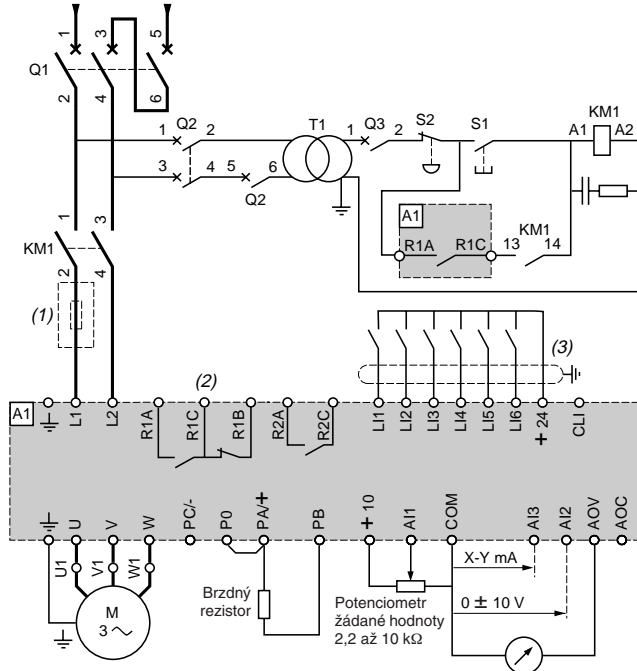 1 3 5
Q1
2 4 6
1 Q2 2
3 4 5 6
Q2
T1
1 Q3 2
S2
S1
KM1
A1 A2
A1
R1A R1C
KM1
13 14
1 3
KM1
2 4
(1)
(2)
(3)
A1
L1
L2
R1A
R1C
R1B
R2A
R2C
LI1
LI2
LI3
LI4
LI5
LI6
+ 24
CLI
U
V
W
PC/-
P0
PA/+
PB
+ 10
AI1
COM
AI3
AI2
AOV
AOC
U1
V1
W1
M
3 ~
Brzdný
rezistor
Potenciometr
žádané hodnoty
2,2 až 10 kΩ
X-Y mA
0 ± 10 V